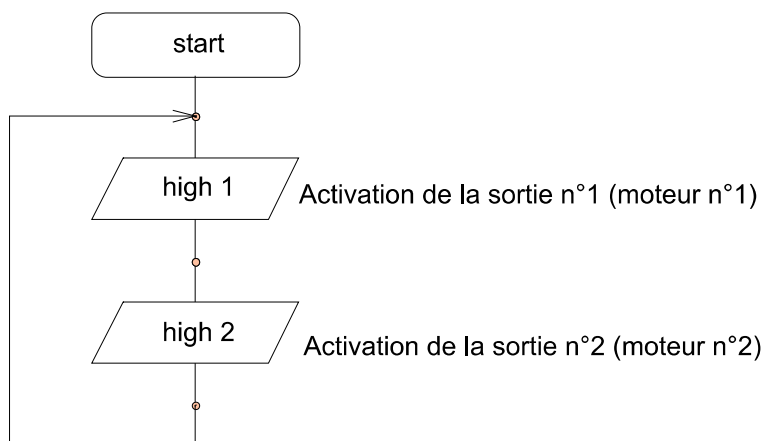 start
high 1
Activation de la sortie n°1 (moteur n°1)
high 2
Activation de la sortie n°2 (moteur n°2)